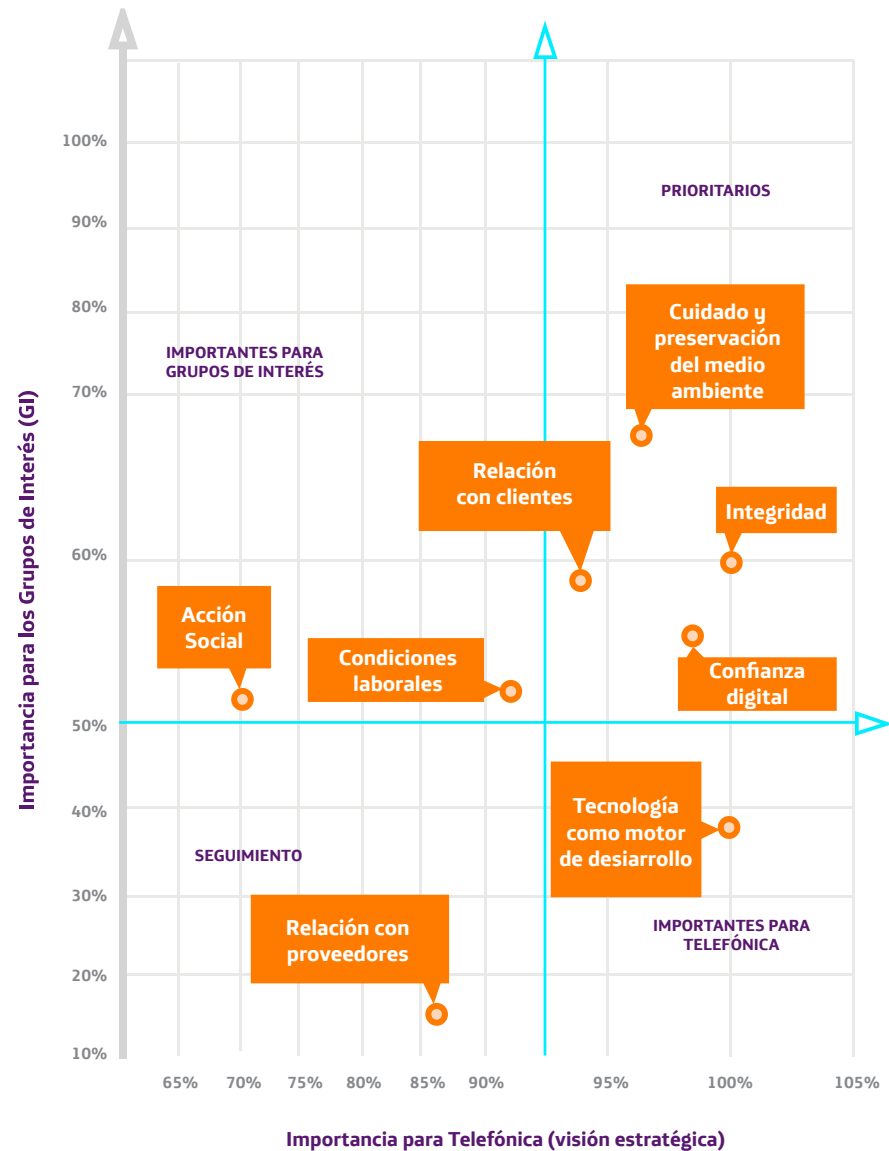 100%
PRIORITARIOS
90%
80%
Cuidado y
preservación
del medio
ambiente
IMPORTANTES PARA
GRUPOS DE INTERÉS
70%
Importancia para los Grupos de Interés (GI)
Relación
con clientes
Integridad
60%
Acción
Social
Condiciones
laborales
Confianza
digital
50%
40%
Tecnología
como motor
de desiarrollo
SEGUIMIENTO
30%
Relación con
proveedores
IMPORTANTES PARA
TELEFÓNICA
20%
10%
65% 70% 75% 80% 85% 90% 95% 100% 105%
Importancia para Telefónica (visión estratégica)